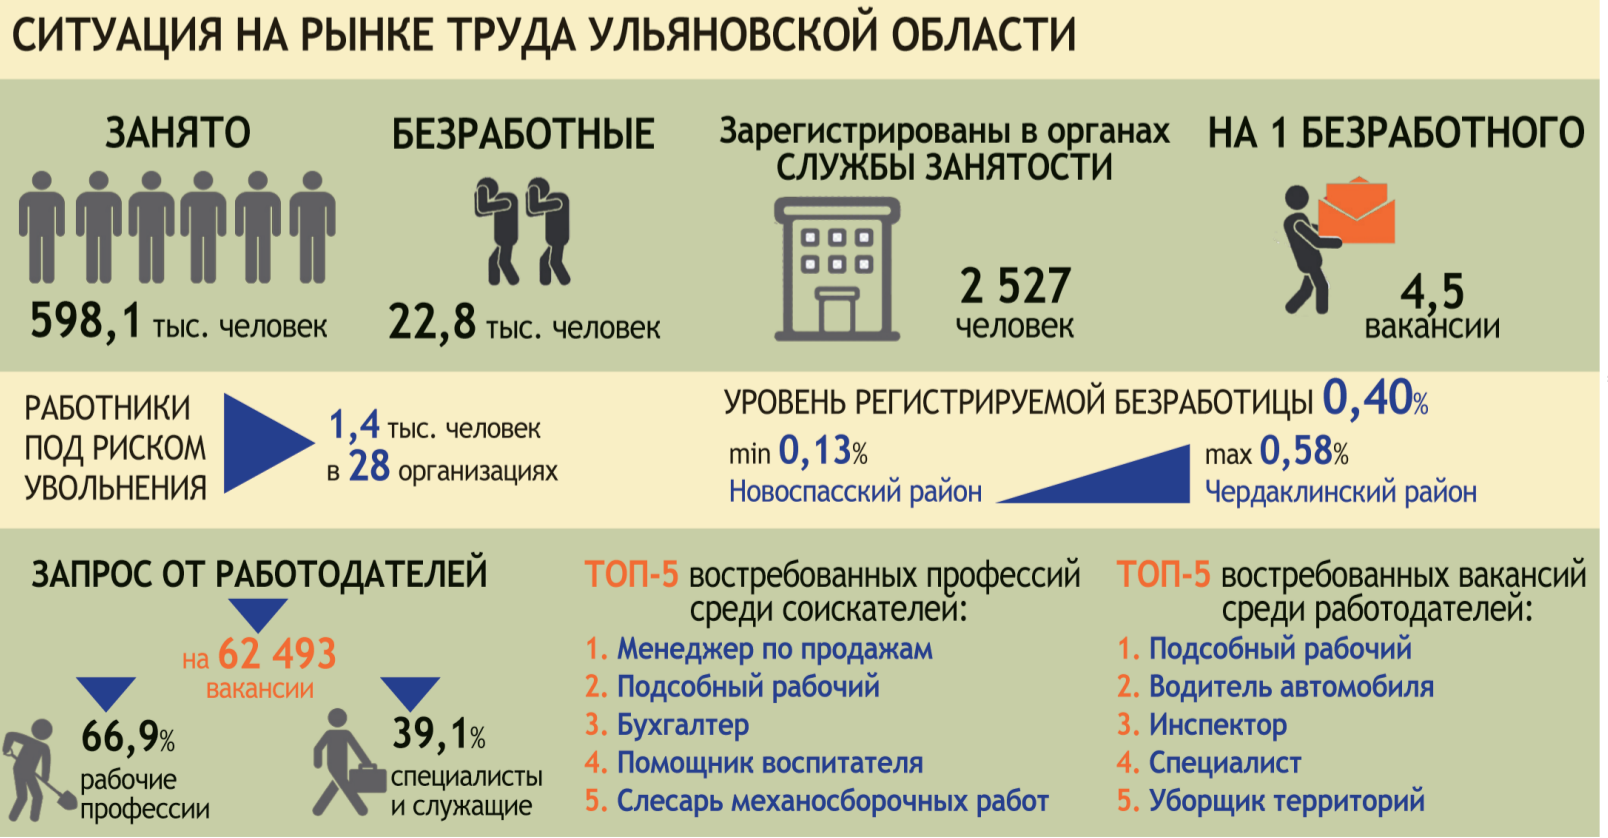 СИТУАЦИЯ НА РЫНКЕ ТРУДА УЛЬЯНОВСКОЙ ОБЛАСТИ
ЗАНЯТО
598,1 тыс. человек
БЕЗРАБОТНЫЕ
22,8 тыс. человек
Зарегистрированы в органах
СЛУЖБЫ ЗАНЯТОСТИ
2 527
человек
НА 1 БЕЗРАБОТНОГО
4,5
вакансии
РАБОТНИКИ
ПОД РИСКОМ
УВОЛЬНЕНИЯ
1,4 тыс. человек
в 28 организациях
УРОВЕНЬ РЕГИСТРИРУЕМОЙ БЕЗРАБОТИЦЫ 0,40%
min 0,13%
Новоспасский район
max 0,58%
Чердаклинский район
ЗАПРОС ОТ РАБОТОДАТЕЛЕЙ
на 62 493
вакансии
66,9%
рабочие
профессии
39,1%
специалисты
и служащие
ТОП-5 востребованных профессий
среди соискателей:
1. Менеджер по продажам
2. Подсобный рабочий
3. Бухгалтер
4. Помощник воспитателя
5. Слесарь механосборочных работ
ТОП-5 востребованных вакансий
среди работодателей:
1. Подсобный рабочий
2. Водитель автомобиля
3. Инспектор
4. Специалист
5. Уборщик территорий